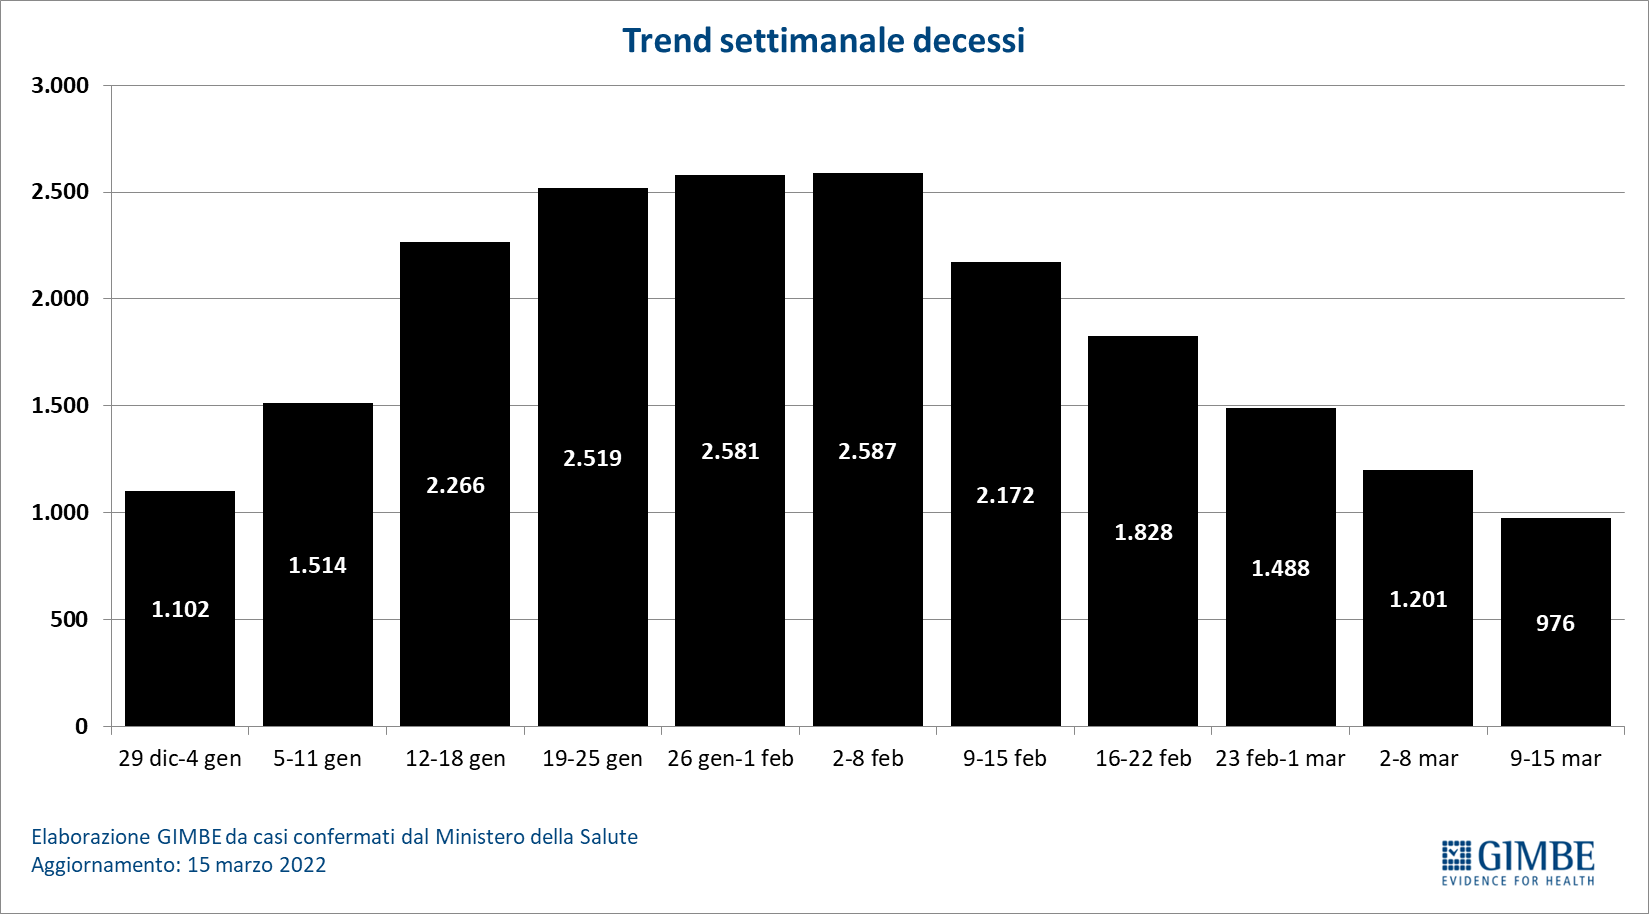 Trend settimanale decessi
3.000
2.500
2.000
1.500
1.000
500
0
1.102
1.514
2.266
2.519
2.581
2.587
2.172
1.828
1.488
1.201
976
29 dic-4 gen
5-11 gen
12-18 gen
19-25 gen
26 gen-1 feb
2-8 feb
9-15 feb
16-22 feb
23 feb-1 mar
2-8 mar
9-15 mar
Elaborazione GIMBE da casi confermati dal Ministero della Salute
Aggiornamento: 15 marzo 2022
GIMBE
EVIDENCE FOR HEALTH